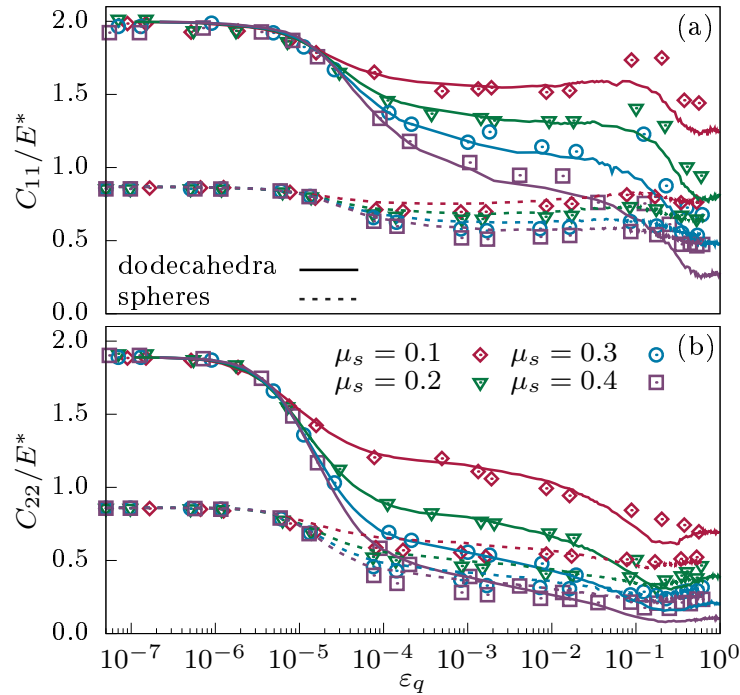 2.0
(a)
1.5
C₁₁/E*
1.0
0.5
dodecahedra
spheres
0.0
2.0
(b)
μₛ = 0.1 μₛ = 0.3
μₛ = 0.2 μₛ = 0.4
1.5
C₂₂/E*
1.0
0.5
0.0
10⁻⁷ 10⁻⁶ 10⁻⁵ 10⁻⁴ 10⁻³ 10⁻² 10⁻¹ 10⁰
ε_q